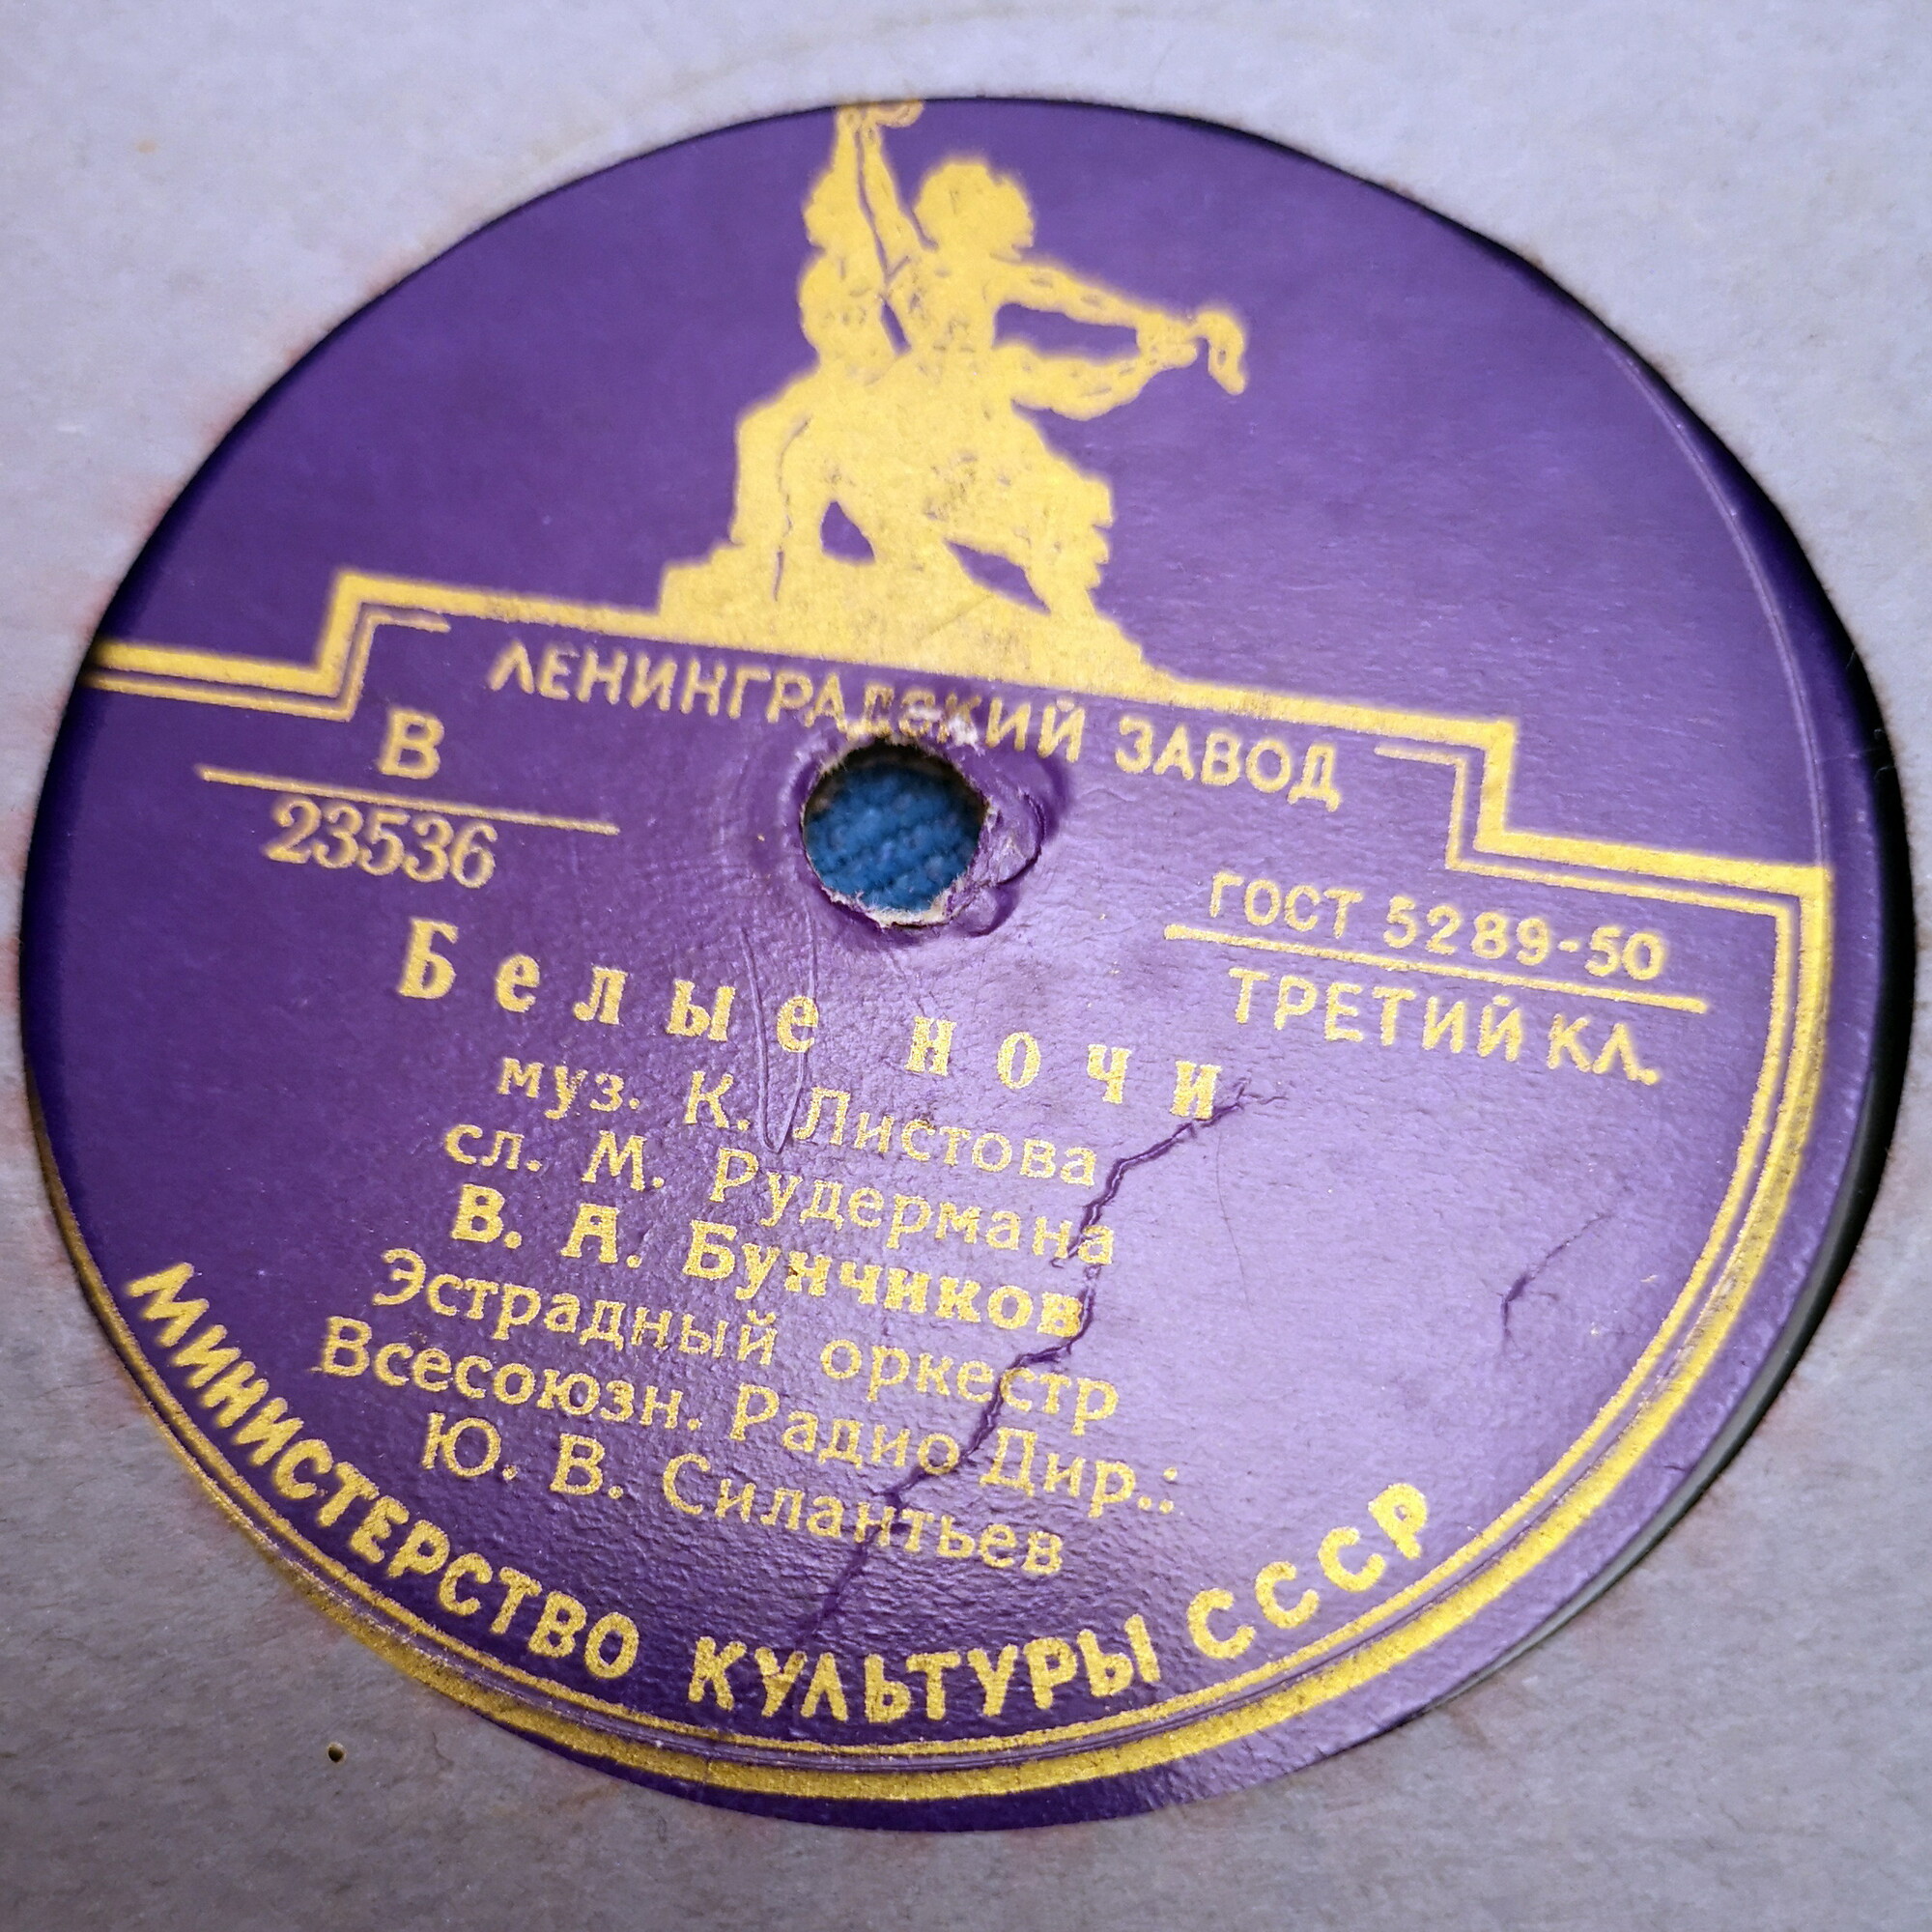 ЛЕНИНГРАДСКИЙ ЗАВОД
В
23536
ГОСТ 5289-50
ТРЕТИЙ КЛ.
Белые ночи
муз. К. Листова
сл. М. Рудермана
В. А. Бунчиков
Эстрадный оркестр
Всесоюзн. Радио Дир.:
Ю. В. Силантьев
МИНИСТЕРСТВО КУЛЬТУРЫ СССР